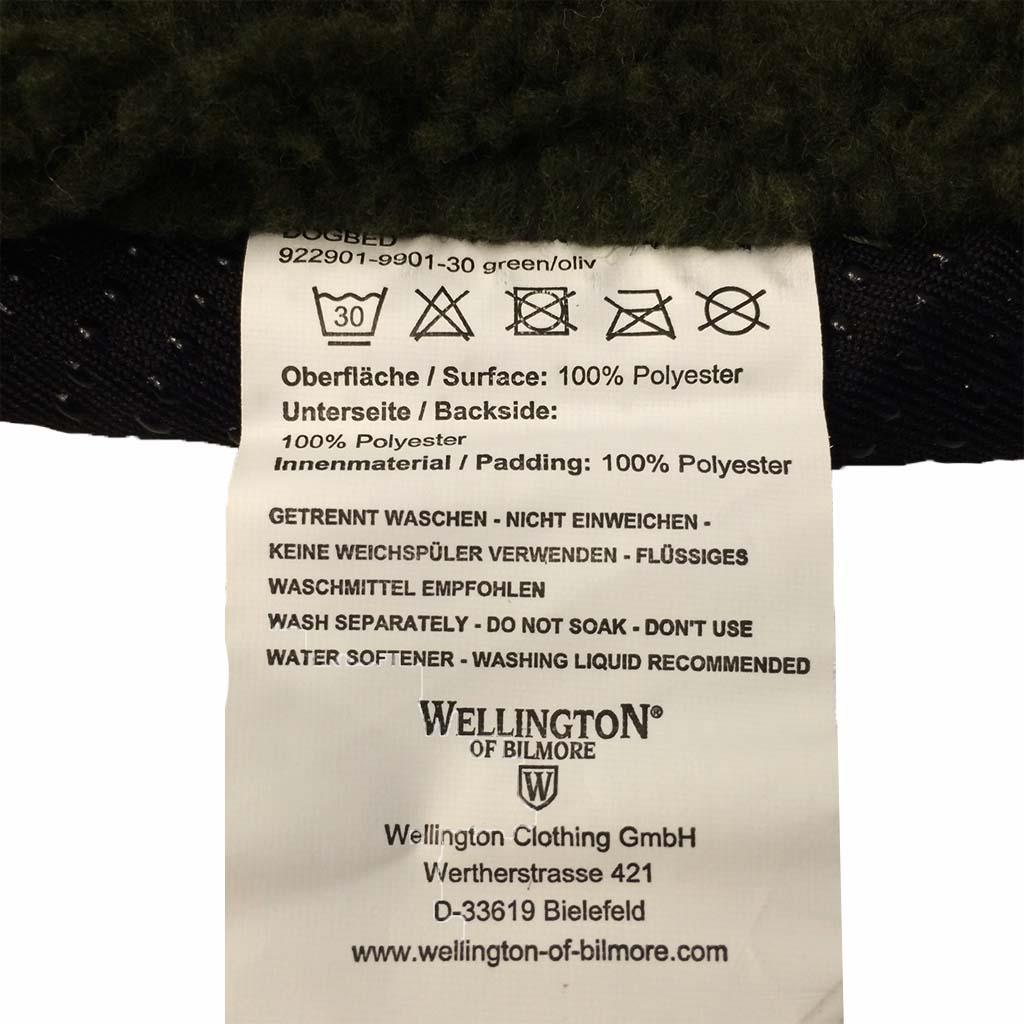 DOGBED
922901-9901-30 green/oliv
30
Oberfläche / Surface: 100% Polyester
Unterseite / Backside:
100% Polyester
Innenmaterial / Padding: 100% Polyester
GETRENNT WASCHEN - NICHT EINWEICHEN -
KEINE WEICHSPÜLER VERWENDEN - FLÜSSIGES
WASCHMITTEL EMPFOHLEN
WASH SEPARATELY - DO NOT SOAK - DON'T USE
WATER SOFTENER - WASHING LIQUID RECOMMENDED
WELLINGTON®
OF BILMORE
W
Wellington Clothing GmbH
Wertherstrasse 421
D-33619 Bielefeld
www.wellington-of-bilmore.com